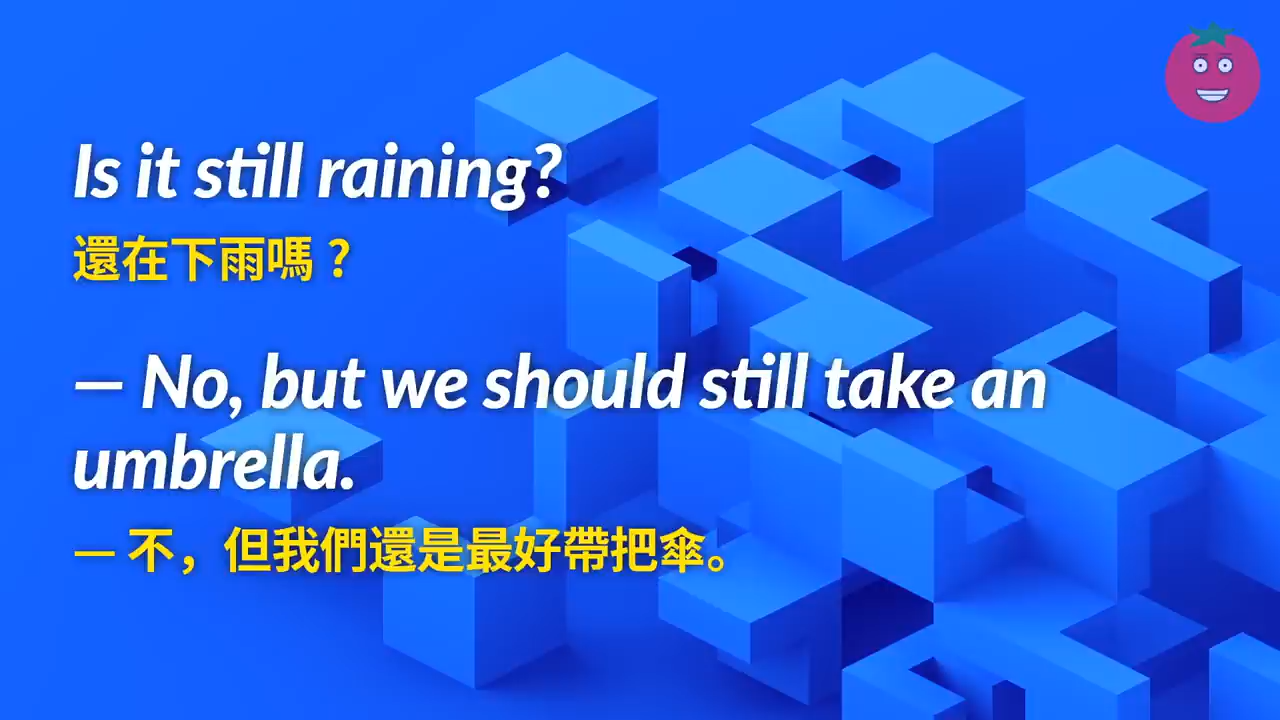 Is it still raining?
還在下雨嗎？
— No, but we should still take an
umbrella.
— 不，但我們還是最好帶把傘。